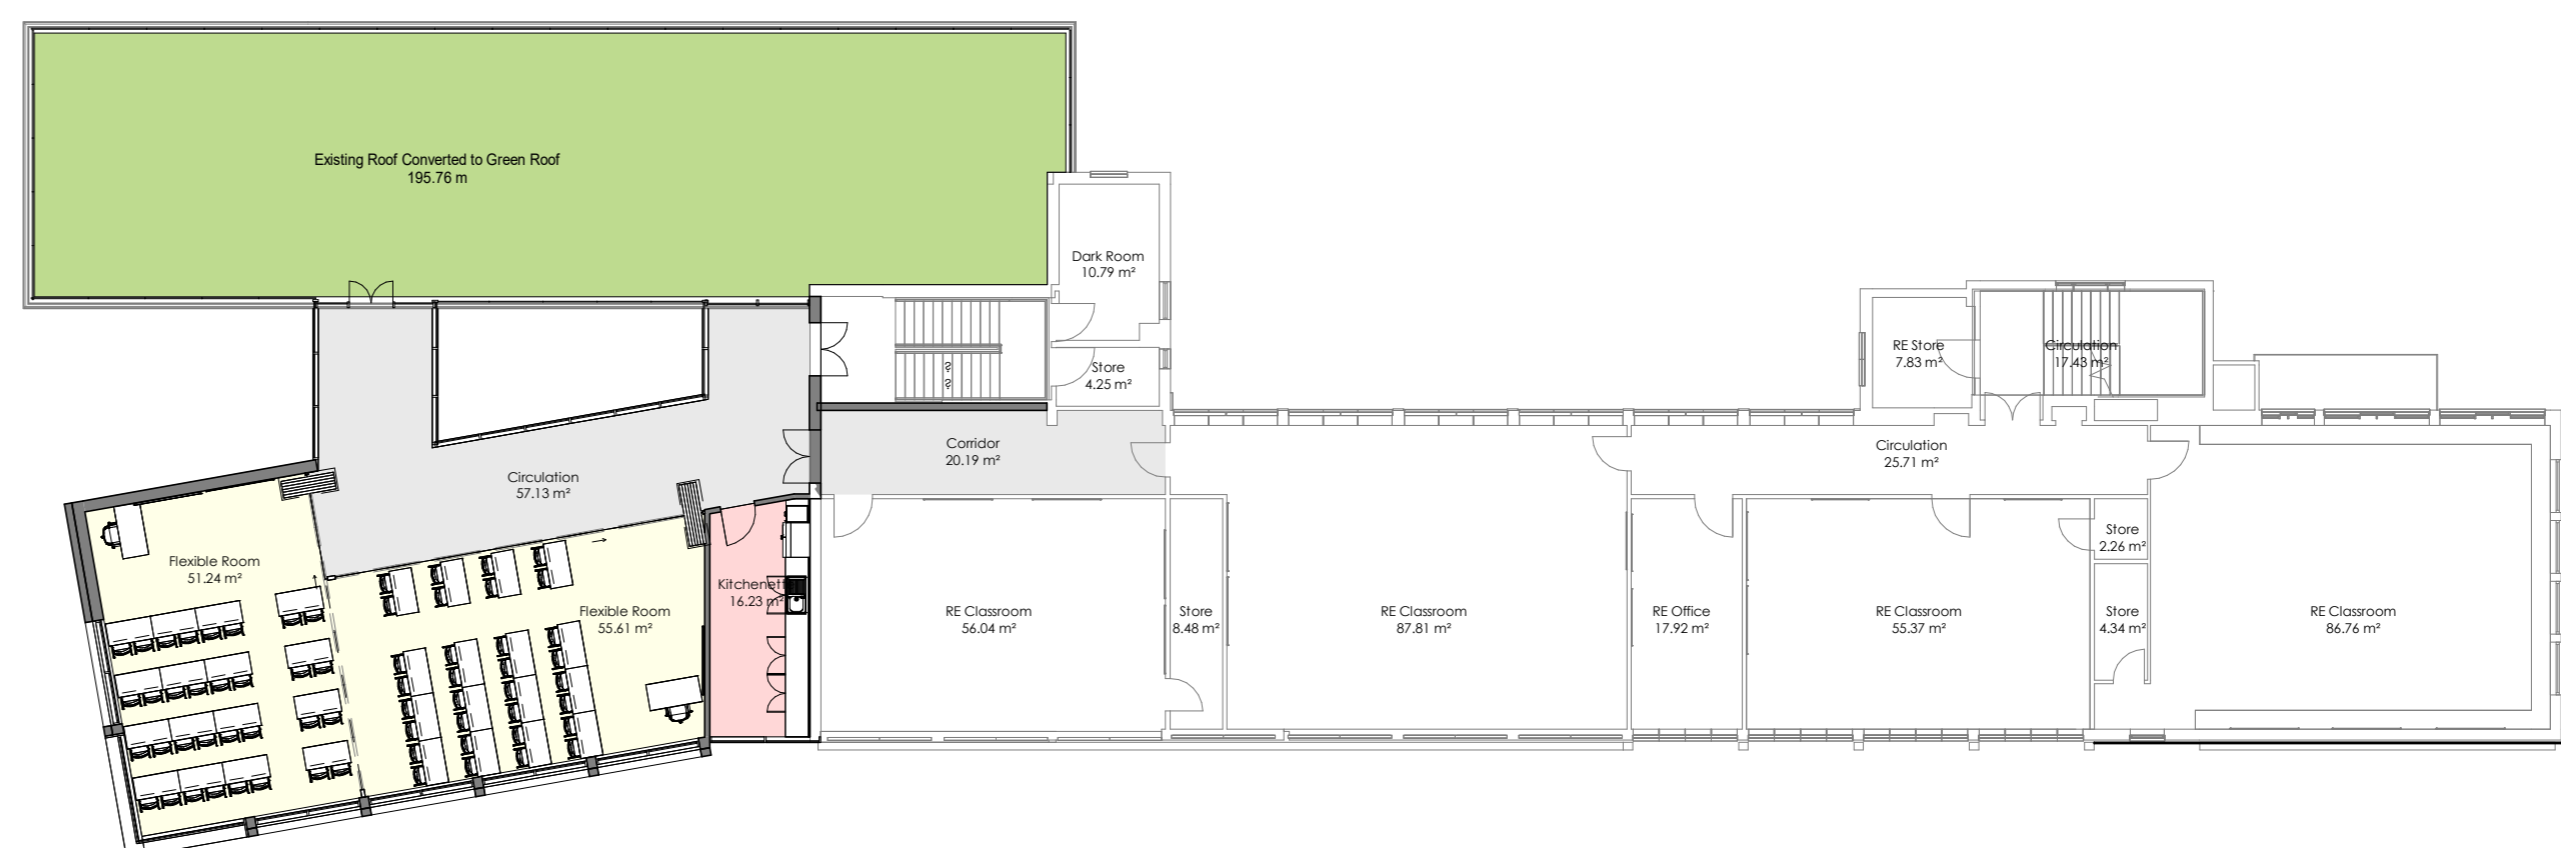 Existing Roof Converted to Green Roof
195.76 m
Dark Room
10.79 m²
Store
4.25 m²
RE Store
7.83 m²
Circulation
17.43 m²
Corridor
20.19 m²
Circulation
25.71 m²
Circulation
57.13 m²
Flexible Room
51.24 m²
Flexible Room
55.61 m²
Kitchenett
16.23 m²
RE Classroom
56.04 m²
Store
8.48 m²
RE Classroom
87.81 m²
RE Office
17.92 m²
RE Classroom
55.37 m²
Store
2.26 m²
Store
4.34 m²
RE Classroom
86.76 m²
?
?